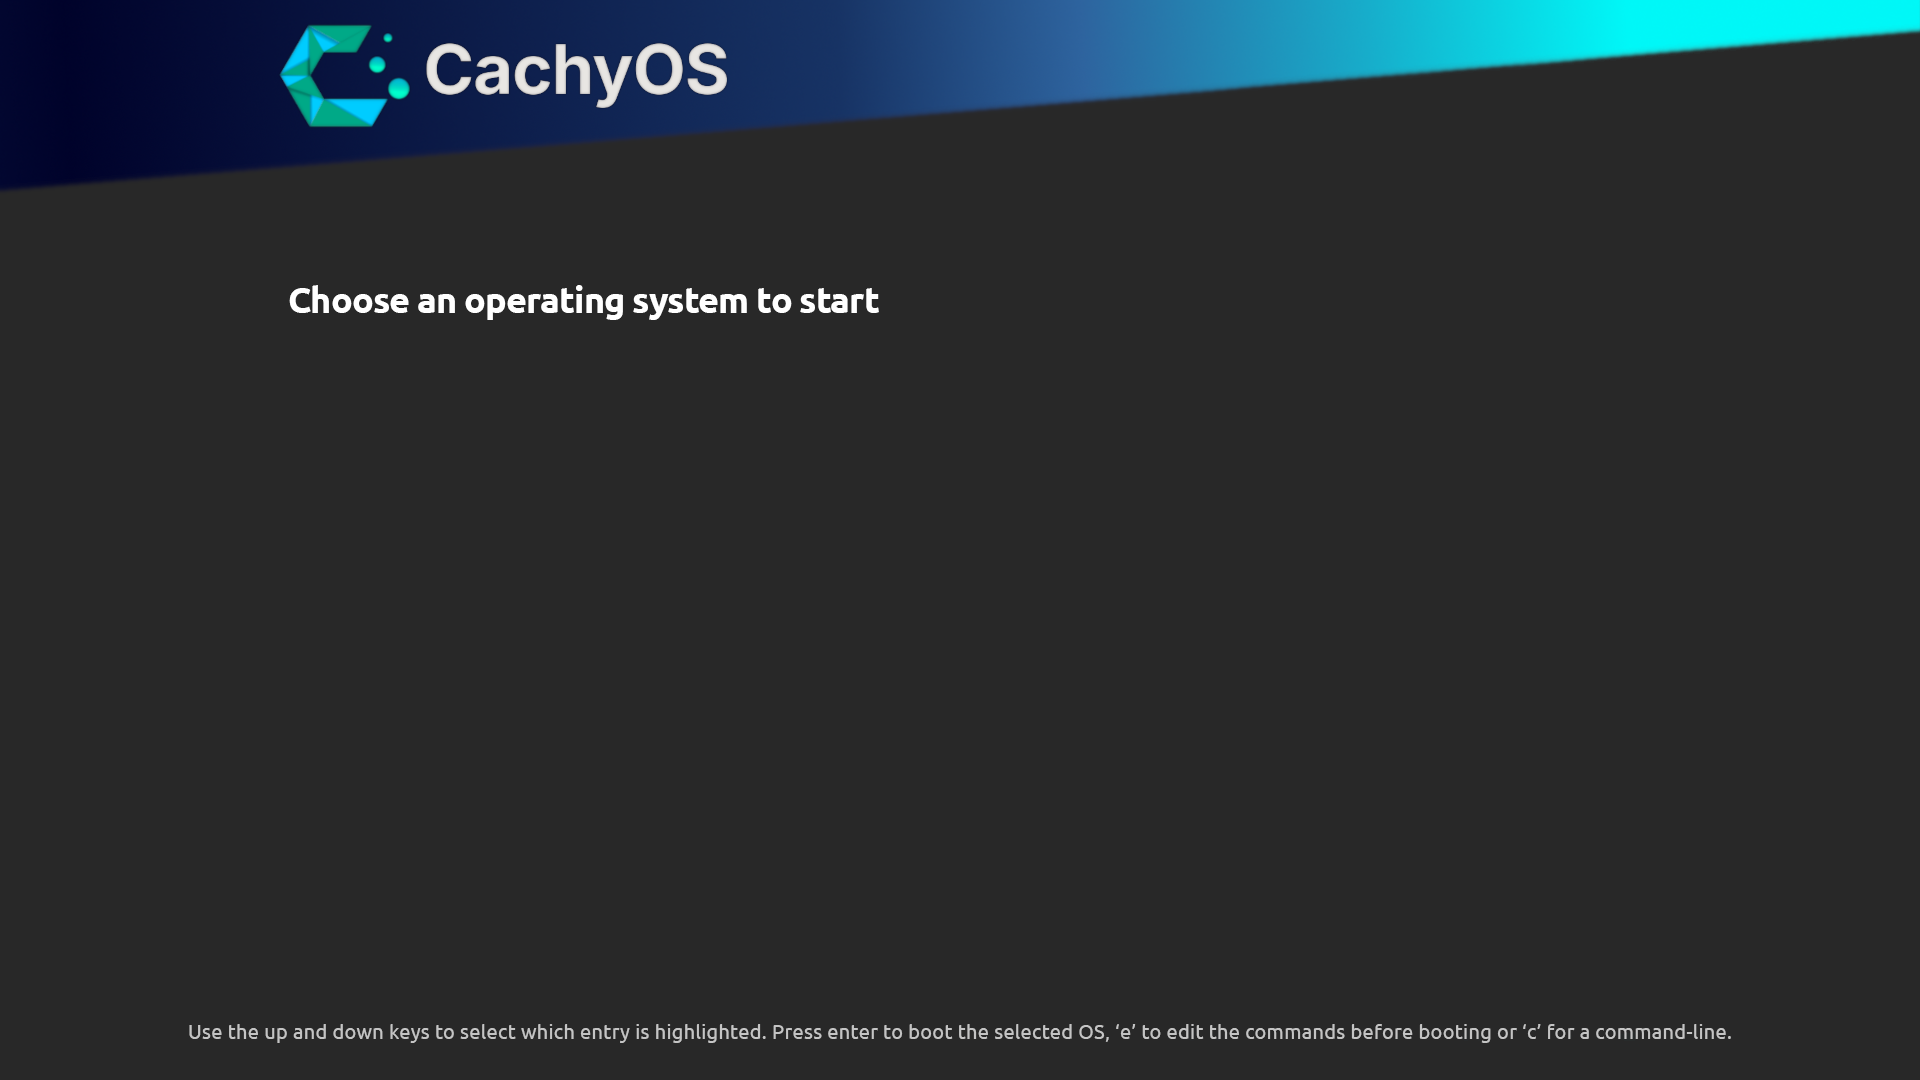 CachyOS
Choose an operating system to start
Use the up and down keys to select which entry is highlighted. Press enter to boot the selected OS, ‘e’ to edit the commands before booting or ‘c’ for a command-line.